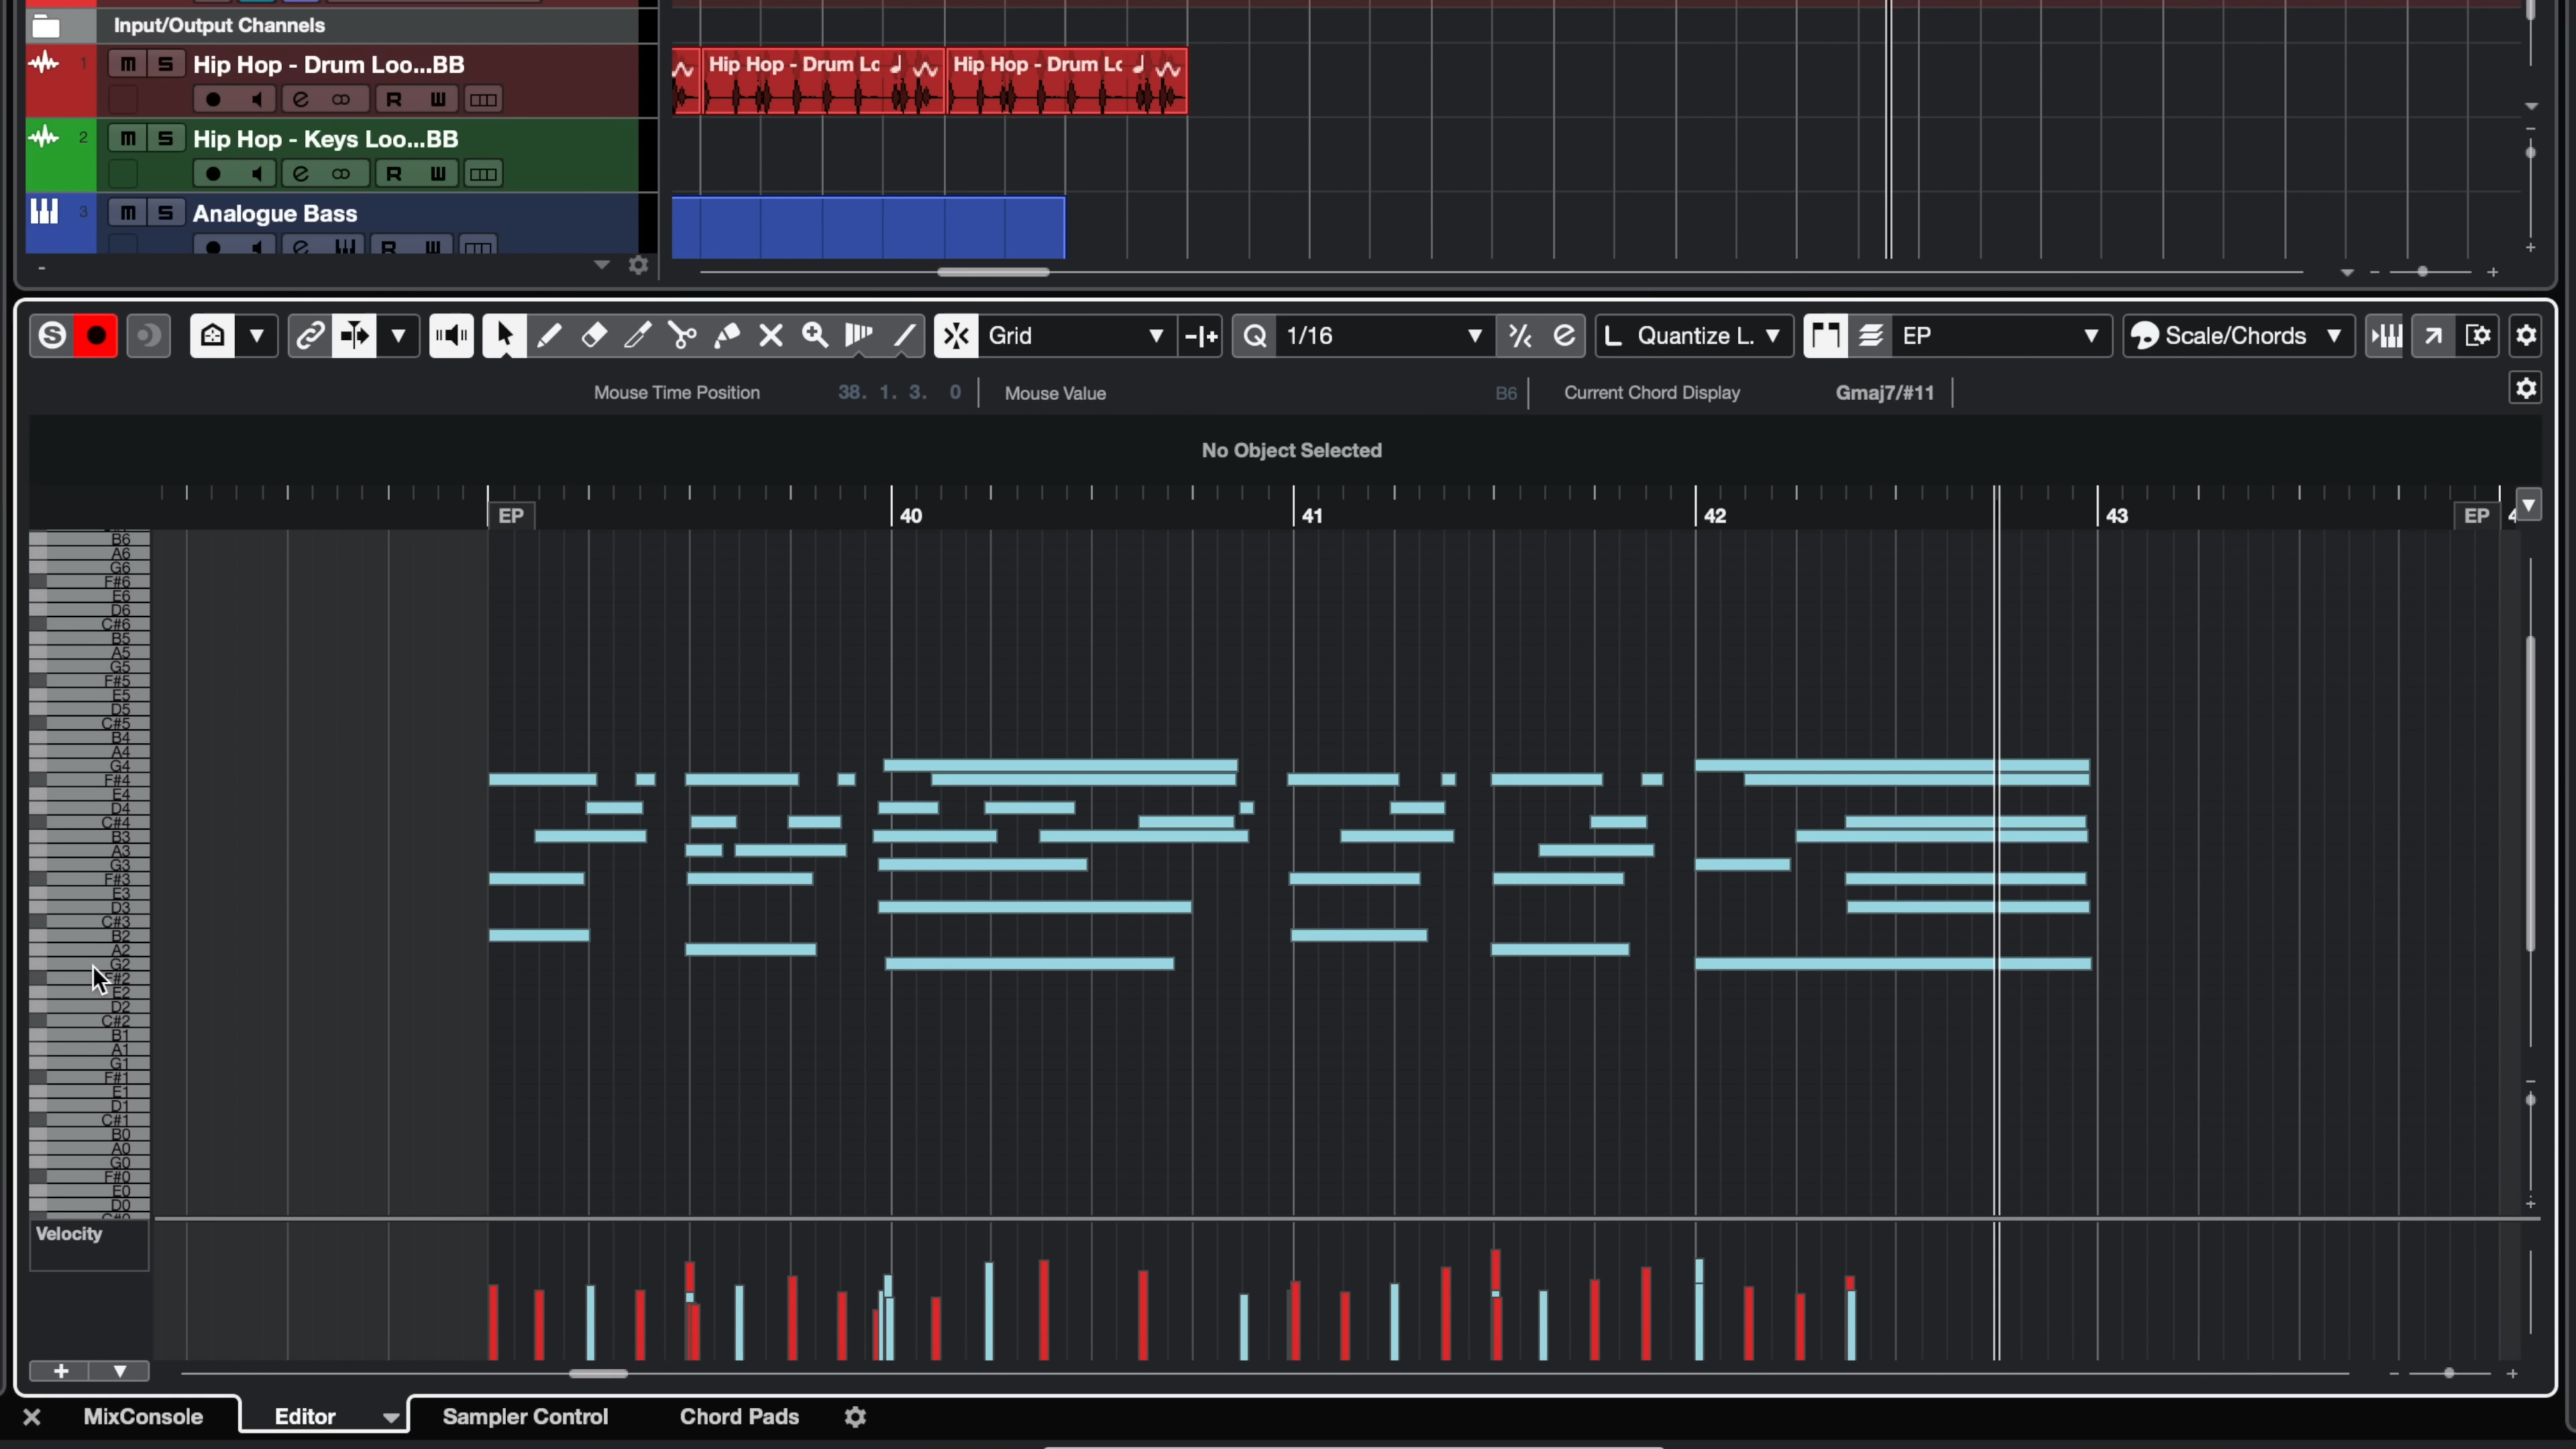 Input/Output Channels
1 m S Hip Hop - Drum Loo...BB
R W
Hip Hop - Drum Lc Hip Hop - Drum Lc
2 m S Hip Hop - Keys Loo...BB
R W
3 m S Analogue Bass
R W
-
S Grid Q 1/16 L Quantize L. EP Scale/Chords
Mouse Time Position 38. 1. 3. 0 Mouse Value B6 Current Chord Display Gmaj7/#11
No Object Selected
EP 40 41 42 43 EP 4
B6
A6
G6
F#6
E6
D6
C#6
B5
A5
G5
F#5
E5
D5
C#5
B4
A4
G4
F#4
E4
D4
C#4
B3
A3
G3
F#3
E3
D3
C#3
B2
A2
G2
F#2
E2
D2
C#2
B1
A1
G1
F#1
E1
D1
C#1
B0
A0
G0
F#0
E0
D0
C#0
Velocity
MixConsole Editor Sampler Control Chord Pads